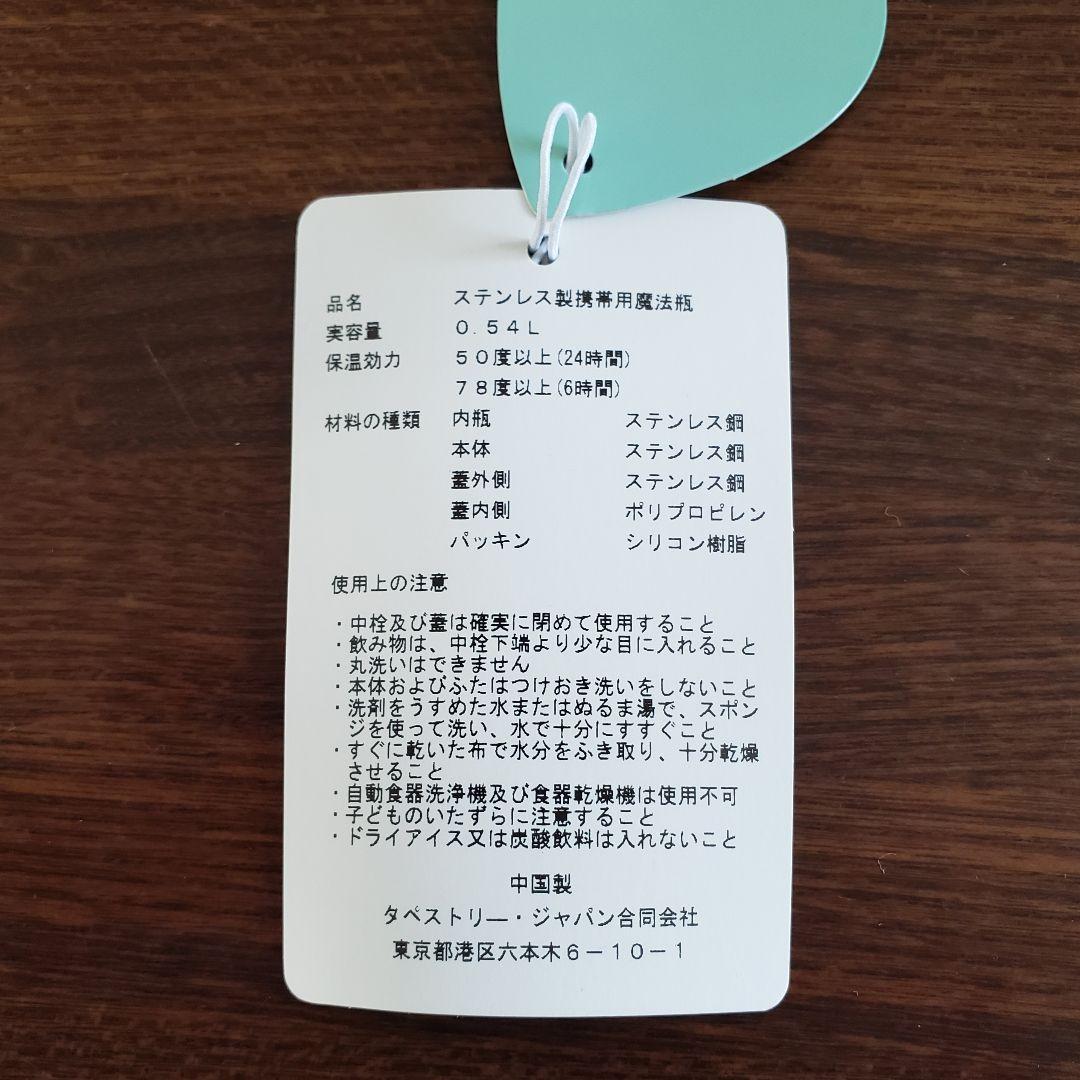 品名 ステンレス製携帯用魔法瓶
実容量 0.54L
保温効力 50度以上(24時間)
78度以上(6時間)
材料の種類 内瓶 ステンレス鋼
本体 ステンレス鋼
蓋外側 ステンレス鋼
蓋内側 ポリプロピレン
パッキン シリコン樹脂
使用上の注意
・中栓及び蓋は確実に閉めて使用すること
・飲み物は、中栓下端より少な目に入れること
・丸洗いはできません
・本体およびふたはつけおき洗いをしないこと
・洗剤をうすめた水またはぬるま湯で、スポン
ジを使って洗い、水で十分にすすぐこと
・すぐに乾いた布で水分をふき取り、十分乾燥
させること
・自動食器洗浄機及び食器乾燥機は使用不可
・子どものいたずらに注意すること
・ドライアイス又は炭酸飲料は入れないこと
中国製
タペストリー・ジャパン合同会社
東京都港区六本木6-10-1